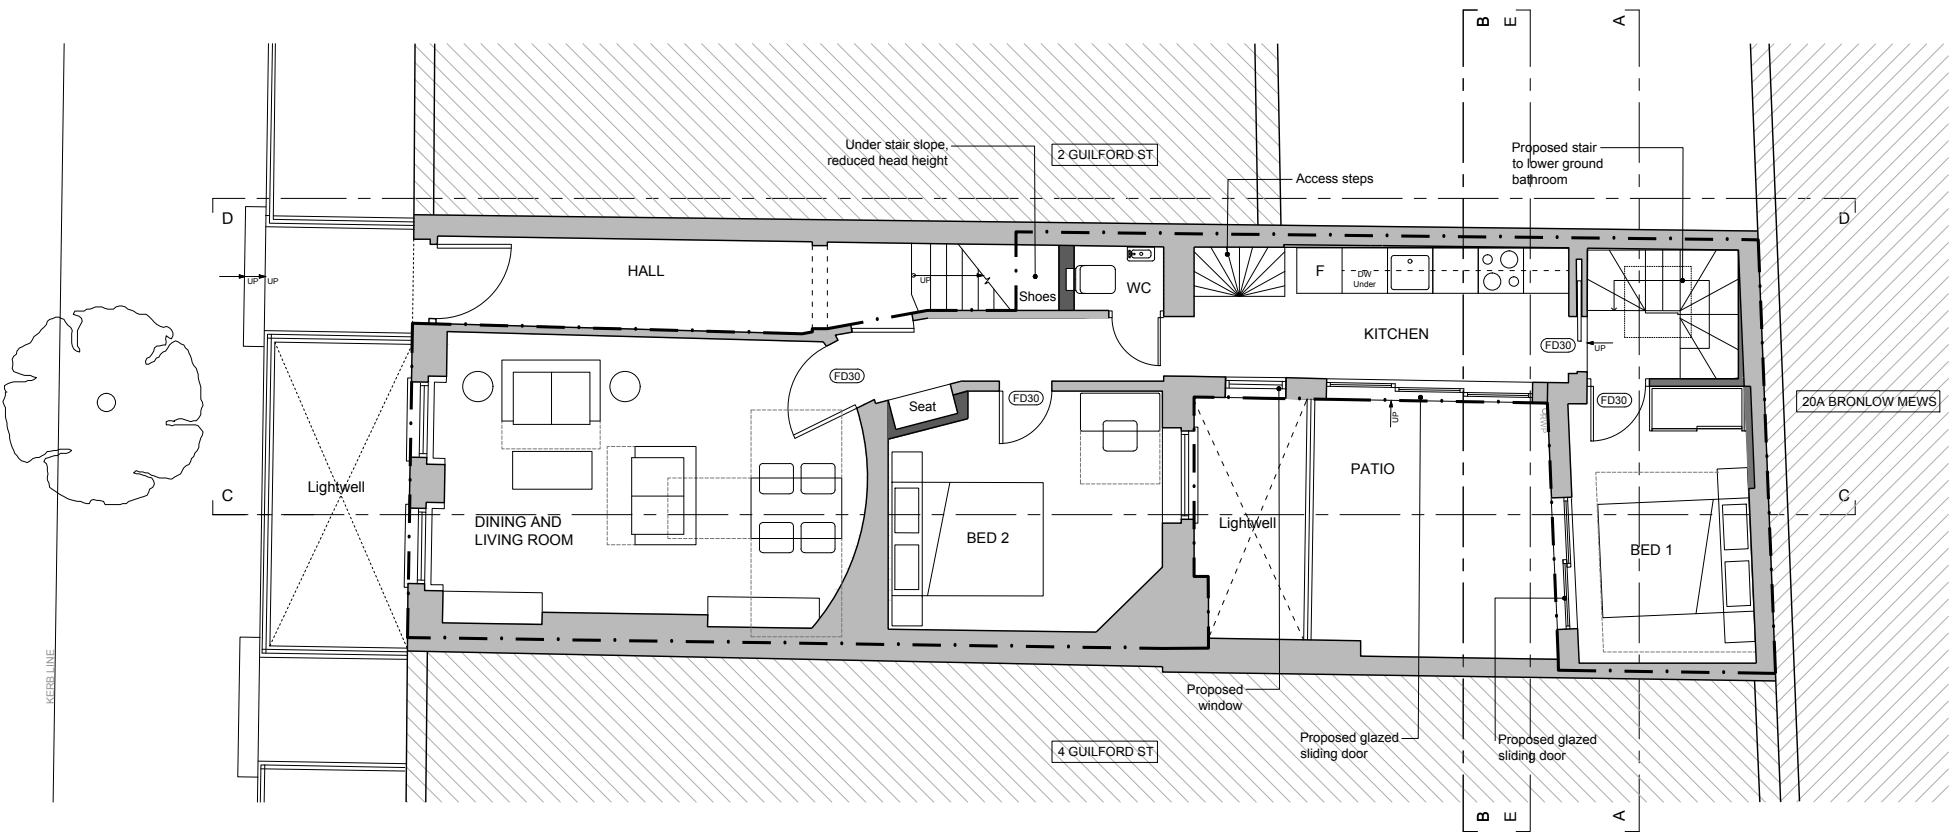 B
E
A
Under stair slope,
reduced head height
2 GUILFORD ST
Access steps
Proposed stair
to lower ground
bathroom
D
D
HALL
UP
UP
UP
Shoes
WC
F
DW
Under
KITCHEN
FD30
UP
20A BRONLOW MEWS
FD30
Seat
FD30
FD30
UP
PATIO
C
Lightwell
C
DINING AND
LIVING ROOM
BED 2
Lightwell
BED 1
KERB LINE
Proposed
window
4 GUILFORD ST
Proposed glazed
sliding door
Proposed glazed
sliding door
B
E
A